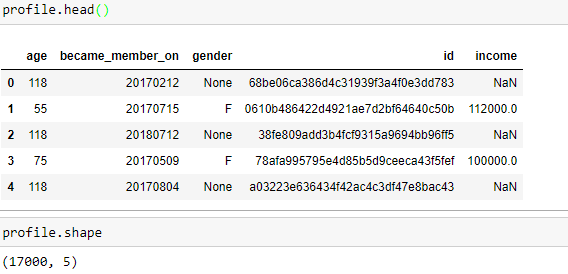 profile.head()
age became_member_on gender id income
0 118 20170212 None 68be06ca386d4c31939f3a4f0e3dd783 NaN
1 55 20170715 F 0610b486422d4921ae7d2bf64640c50b 112000.0
2 118 20180712 None 38fe809add3b4fcf9315a9694bb96ff5 NaN
3 75 20170509 F 78afa995795e4d85b5d9ceeca43f5fef 100000.0
4 118 20170804 None a03223e636434f42ac4c3df47e8bac43 NaN
profile.shape
(17000, 5)